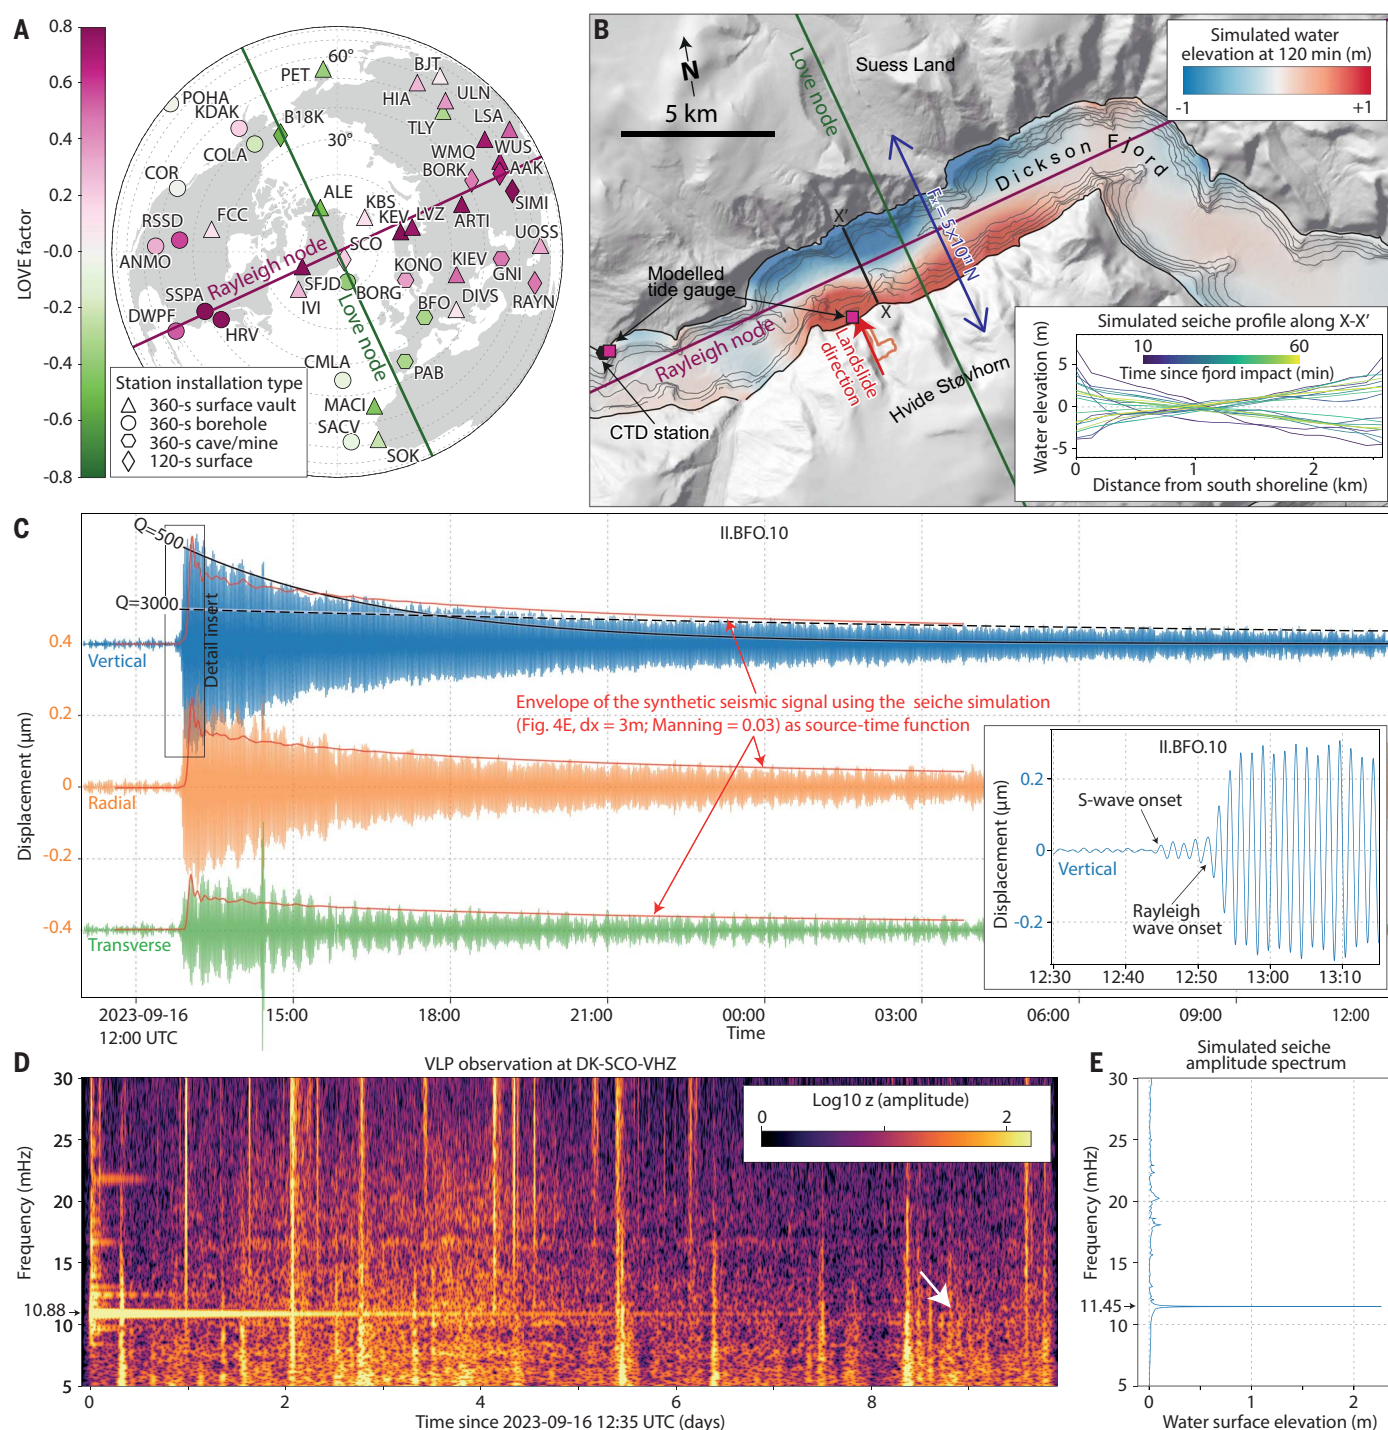 A
0.8
0.6
0.4
0.2
-0.0
-0.2
-0.4
-0.6
-0.8
LOVE factor
60°
30°
PET
BJT
HIA
ULN
TLY
LSA
POHA
KDAK
B18K
COLA
WMQ
WUS
BORK
AAK
COR
ALE
KBS
SIMI
RSSD
FCC
KEV
LVZ
ARTI
UOSS
ANMO
SCO
Rayleigh node
KONO
KIEV
GNI
SSPA
SFJD
BORG
BFO
DIVS
RAYN
DWPF
IVI
HRV
Love node
CMLA
PAB
MACI
SACV
SOK
Station installation type
360-s surface vault
360-s borehole
360-s cave/mine
120-s surface
B
N
5 km
Love node
Suess Land
Simulated water
elevation at 120 min (m)
-1
+1
Dickson Fjord
Fx = 5×10¹¹ N
X'
X
Modelled
tide gauge
Rayleigh node
Landslide
direction
Hvide Støvhorn
CTD station
Simulated seiche profile along X-X’
10
60
Time since fjord impact (min)
Water elevation (m)
5
0
-5
0
1
2
Distance from south shoreline (km)
C
II.BFO.10
Q=500
Q=3000
Detail insert
0.4
Vertical
0.2
0
Radial
-0.2
-0.4
Transverse
Displacement (µm)
Envelope of the synthetic seismic signal using the seiche simulation
(Fig. 4E, dx = 3m; Manning = 0.03) as source-time function
II.BFO.10
S-wave onset
Vertical
Rayleigh
wave onset
Displacement (µm)
0.2
0
-0.2
12:30
12:40
12:50
13:00
13:10
2023-09-16
12:00 UTC
15:00
18:00
21:00
00:00
03:00
06:00
09:00
12:00
Time
D
VLP observation at DK-SCO-VHZ
Log10 z (amplitude)
0
2
30
25
20
15
10.88
10
5
Frequency (mHz)
0
2
4
6
8
Time since 2023-09-16 12:35 UTC (days)
E
Simulated seiche
amplitude spectrum
30
25
20
15
11.45
10
5
Frequency (mHz)
0
1
2
Water surface elevation (m)